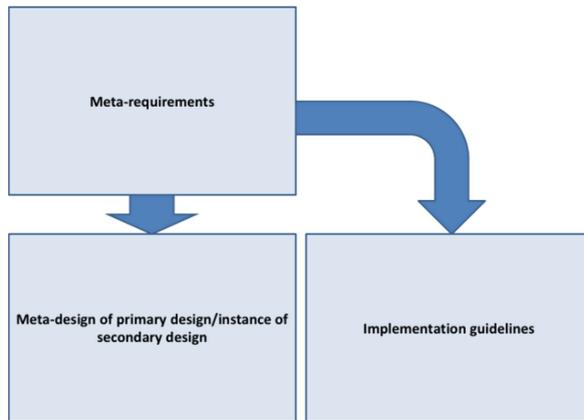 Meta-requirements
Meta-design of primary design/instance of
secondary design
Implementation guidelines